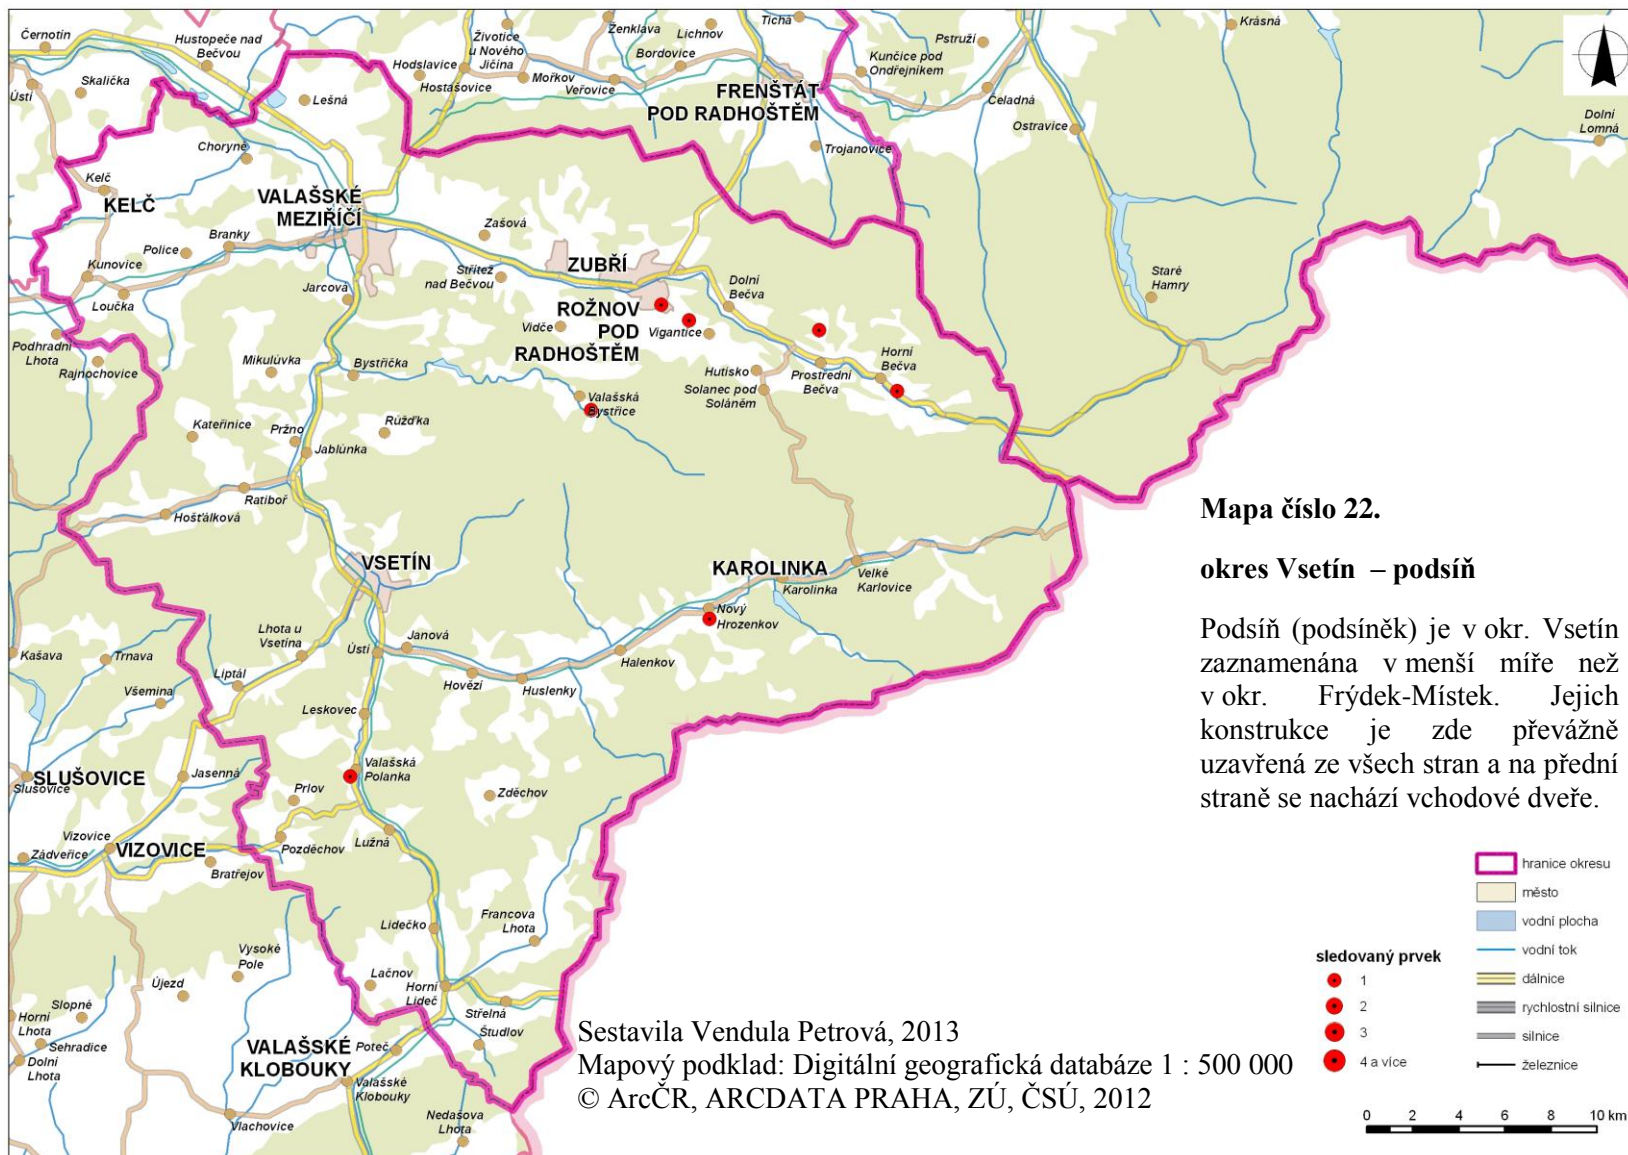 Černotín
Hustopeče nad
Bečvou
Skalička
Ústí
Lešná
Choryně
Kelč
KELČ
VALAŠSKÉ
MEZIŘÍČÍ
Police
Branky
Kunovice
Loučka
Jarcová
Zašová
Střítež
nad Bečvou
Hodslavice
Hostašovice
Životice
u Nového
Jičína
Mořkov
Veřovice
Ženklava
Bordovice
Lichnov
Tichá
FRENŠTÁT
POD RADHOŠTĚM
Kunčice pod
Ondřejníkem
Pstruží
Čeladná
Ostravice
Trojanovice
Krásná
Dolní
Lomná
Staré
Hamry
ZUBŘÍ
ROŽNOV
POD
RADHOŠTĚM
Vidče
Vigantice
Dolní
Bečva
Prostřední
Bečva
Horní
Bečva
Hutisko
Solanec pod
Soláněm
Valašská
Bystřice
Podhradní
Lhota
Rajnochovice
Mikulůvka
Bystřička
Kateřinice
Pržno
Růžďka
Jablůnka
Ratiboř
Hošťálková
VSETÍN
KAROLINKA
Karolinka
Velké
Karlovice
Nový
Hrozenkov
Halenkov
Huslenky
Hovězí
Janová
Ústí
Lhota u
Vsetína
Liptál
Kašava
Trnava
Všemina
Leskovec
Valašská
Polanka
Prlov
Zděchov
Lužná
Pozděchov
SLUŠOVICE
Slušovice
Jasenná
Vizovice
VIZOVICE
Zádveřice
Bratřejov
Lidečko
Francova
Lhota
Vysoké
Pole
Újezd
Slopné
Horní
Lhota
Sehradice
Dolní
Lhota
Lačnov
Horní
Lideč
Střelná
Študlov
VALAŠSKÉ
KLOBOUKY
Poteč
Valašské
Klobouky
Vlachovice
Nedašova
Lhota
Mapa číslo 22.
okres Vsetín – podsíň
Podsíň (podsíněk) je v okr. Vsetín
zaznamenána v menší míře než
v okr. Frýdek-Místek. Jejich
konstrukce je zde převážně
uzavřená ze všech stran a na přední
straně se nachází vchodové dveře.
sledovaný prvek
1
2
3
4 a více
hranice okresu
město
vodní plocha
vodní tok
dálnice
rychlostní silnice
silnice
železnice
0 2 4 6 8 10 km
Sestavila Vendula Petrová, 2013
Mapový podklad: Digitální geografická databáze 1 : 500 000
© ArcČR, ARCDATA PRAHA, ZÚ, ČSÚ, 2012